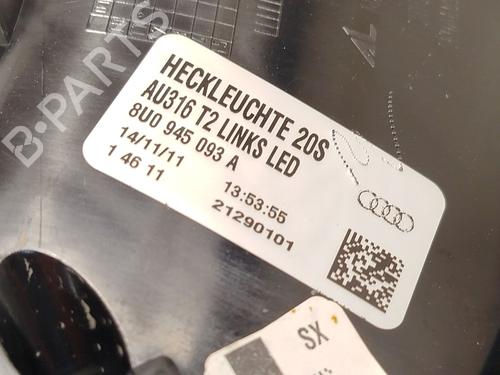 HECKLEUCHTE 20S
AU316 T2 LINKS LED
8U0 945 093 A
14/11/11 13:53:55
1 46 11 21290101
SX
B-PARTS